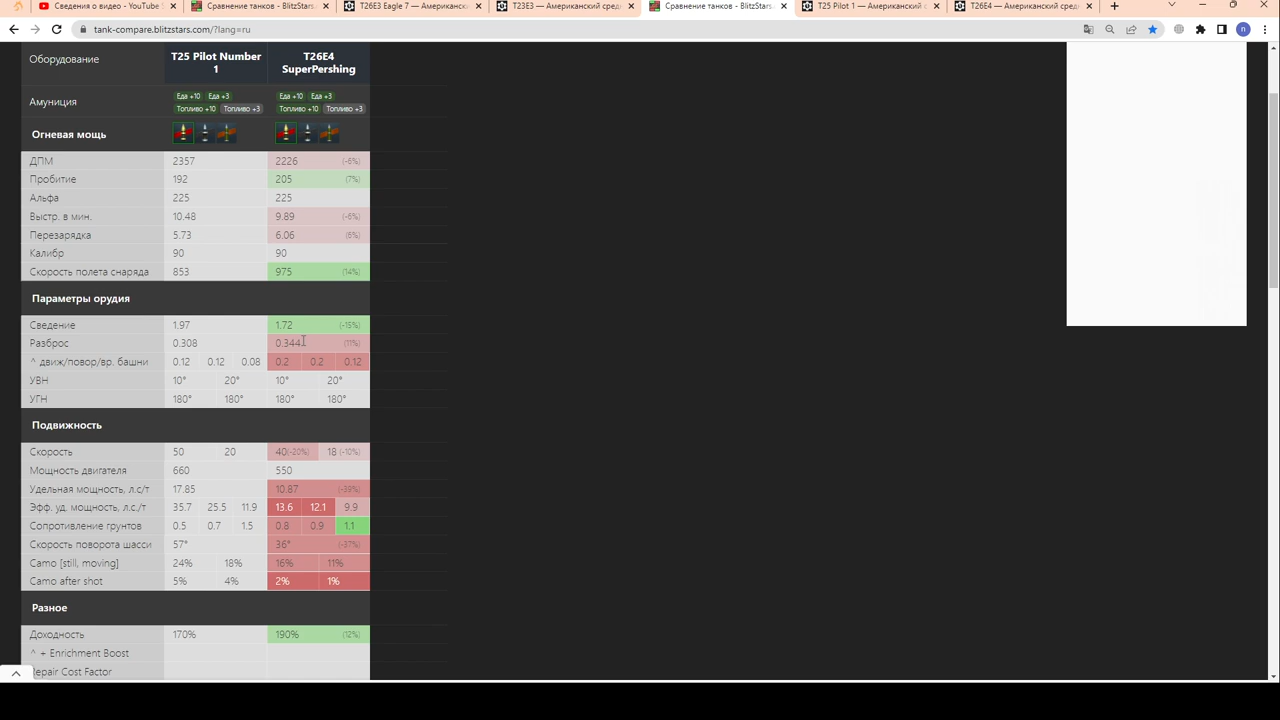 Сведения о видео - YouTube
Сравнение танков - BlitzStars.
T26E3 Eagle 7 — Американски
T23E3 — Американский сред
Сравнение танков - BlitzStars.
T25 Pilot 1 — Американский с
T26E4 — Американский средн
tank-compare.blitzstars.com/?lang=ru
Оборудование
T25 Pilot Number 1
T26E4 SuperPershing
Амуниция
Еда +10 Еда +3 Еда +10 Еда +3
Топливо +10 Топливо +3 Топливо +10 Топливо +3
Огневая мощь
ДПМ 2357 2226 (-6%)
Пробитие 192 205 (7%)
Альфа 225 225
Выстр. в мин. 10.48 9.89 (-6%)
Перезарядка 5.73 6.06 (6%)
Калибр 90 90
Скорость полета снаряда 853 975 (14%)
Параметры орудия
Сведение 1.97 1.72 (-15%)
Разброс 0.308 0.344 (11%)
^ движ/повор/вр. башни 0.12 0.12 0.08 0.2 0.2 0.12
УВН 10° 20° 10° 20°
УГН 180° 180° 180° 180°
Подвижность
Скорость 50 20 40(-20%) 18 (-10%)
Мощность двигателя 660 550
Удельная мощность, л.с/т 17.85 10.87 (-39%)
Эфф. уд. мощность, л.с./т 35.7 25.5 11.9 13.6 12.1 9.9
Сопротивление грунтов 0.5 0.7 1.5 0.8 0.9 1.1
Скорость поворота шасси 57° 36° (-37%)
Camo [still, moving] 24% 18% 16% 11%
Camo after shot 5% 4% 2% 1%
Разное
Доходность 170% 190% (12%)
^ + Enrichment Boost
Repair Cost Factor